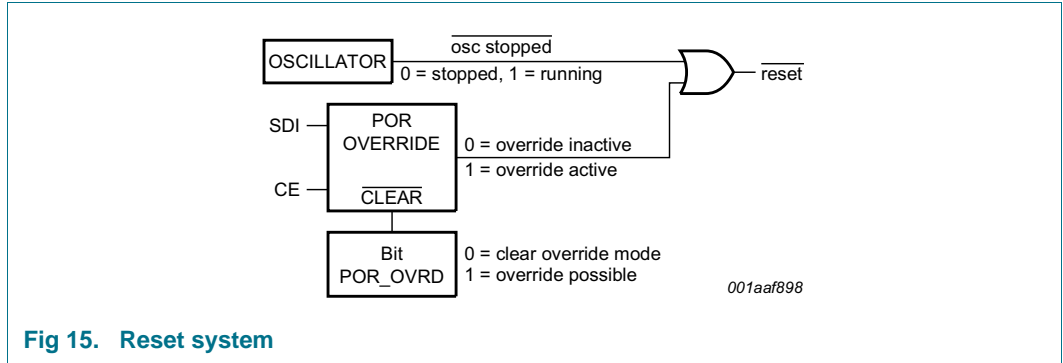 osc stopped
OSCILLATOR
0 = stopped, 1 = running
reset
SDI
POR
OVERRIDE
0 = override inactive
1 = override active
CE
CLEAR
Bit
POR_OVRD
0 = clear override mode
1 = override possible
001aaf898
Fig 15. Reset system